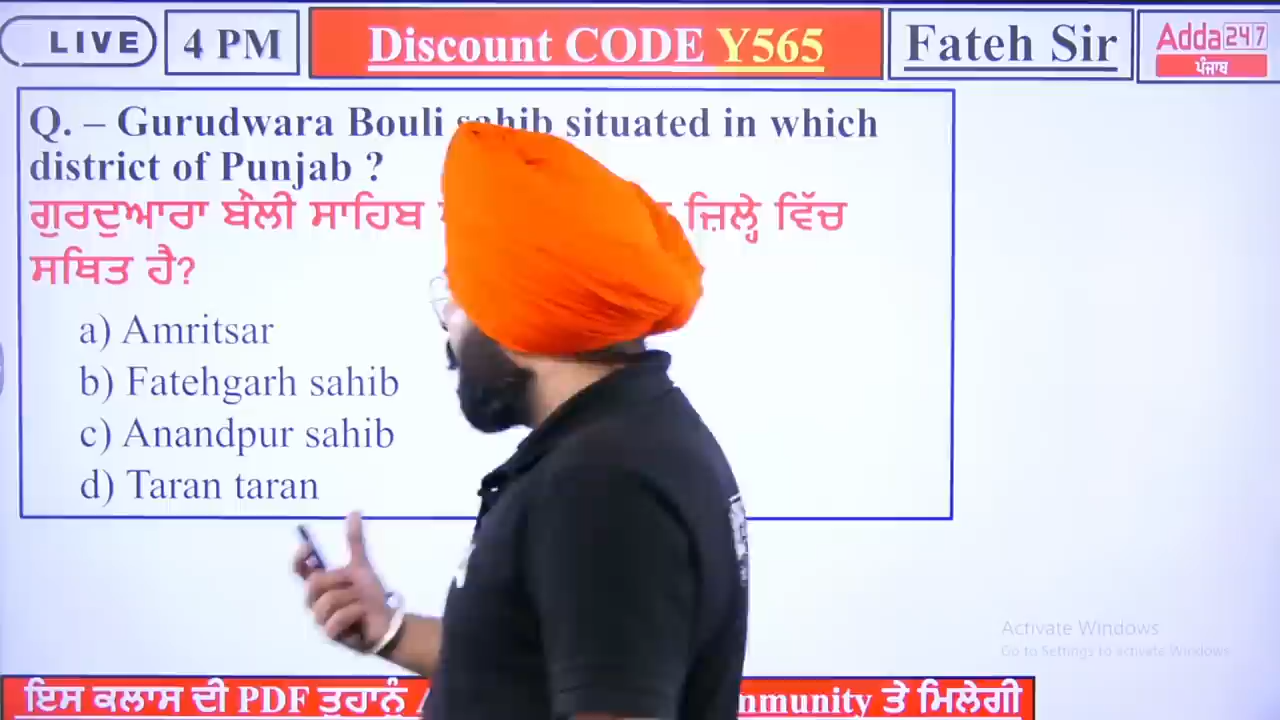 LIVE
4 PM
Discount CODE Y565
Fateh Sir
Adda247
ਪੰਜਾਬ
Q. – Gurudwara Bouli sahib situated in which
district of Punjab ?
ਗੁਰਦੁਆਰਾ ਬੌਲੀ ਸਾਹਿਬ ਜ਼ਿਲ੍ਹੇ ਵਿੱਚ
ਸਥਿਤ ਹੈ?
a) Amritsar
b) Fatehgarh sahib
c) Anandpur sahib
d) Taran taran
Activate Windows
Go to Settings to activate Windows.
ਇਸ ਕਲਾਸ ਦੀ PDF ਤੁਹਾਨੂੰ ਤੇ ਮਿਲੇਗੀ